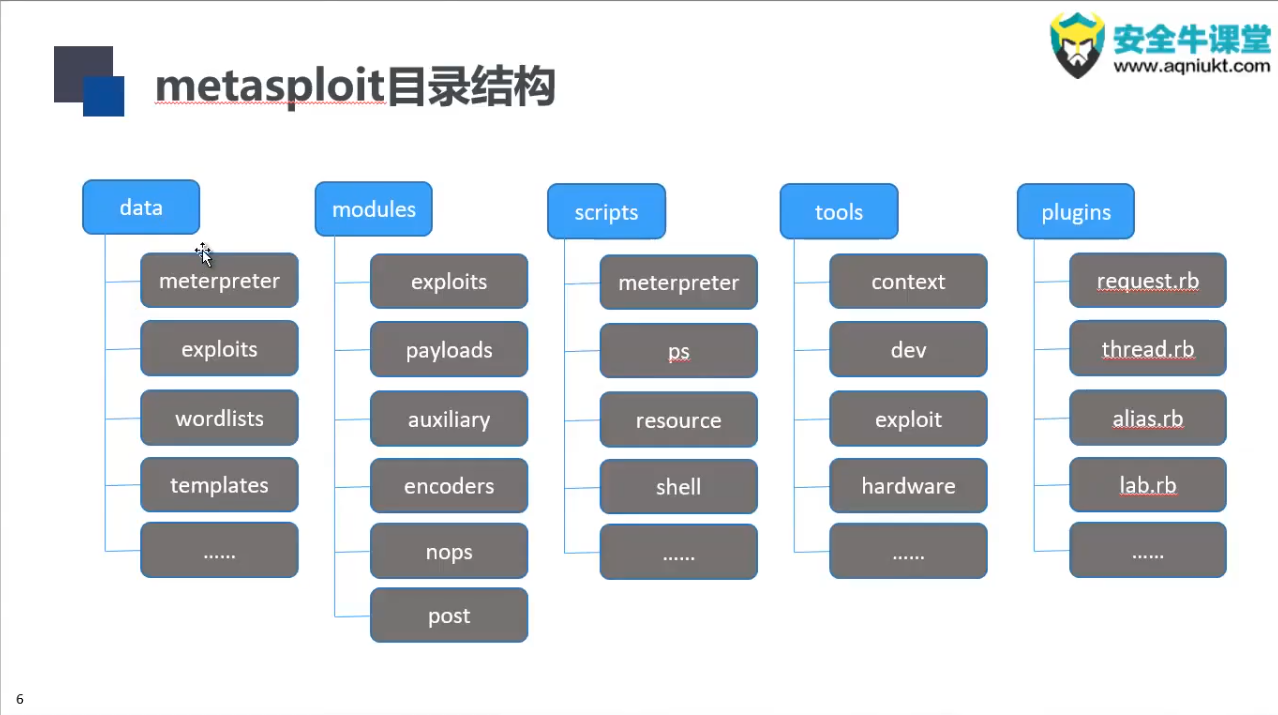 安全牛课堂
www.aqniukt.com
metasploit目录结构
data
meterpreter
exploits
wordlists
templates
……
modules
exploits
payloads
auxiliary
encoders
nops
post
scripts
meterpreter
ps
resource
shell
……
tools
context
dev
exploit
hardware
……
plugins
request.rb
thread.rb
alias.rb
lab.rb
……
6